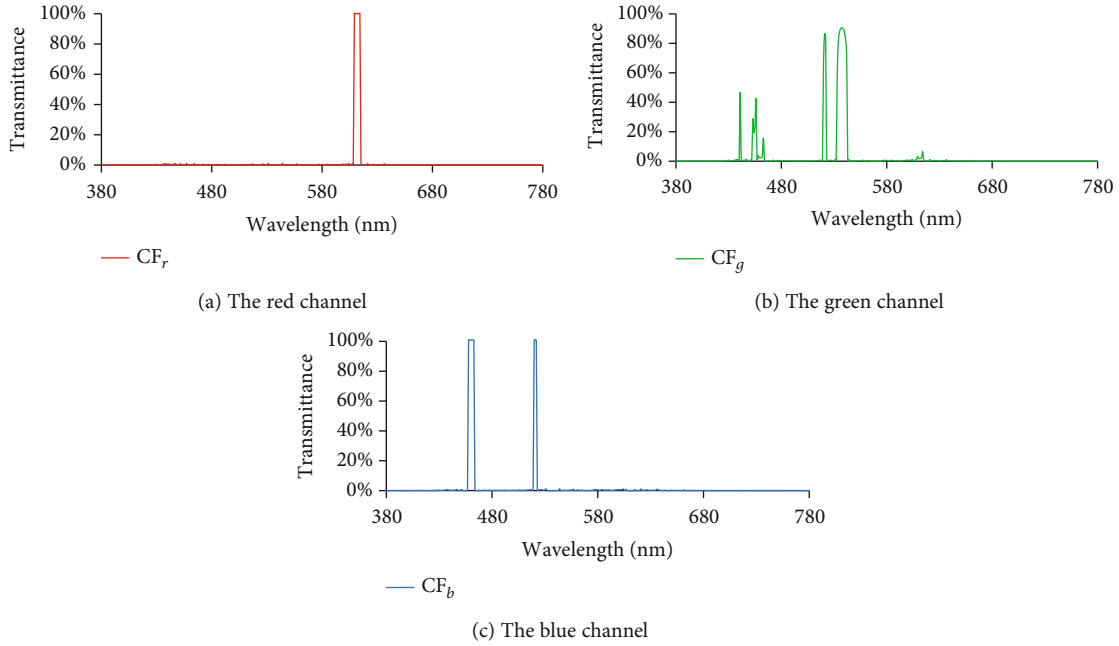 Transmittance
100%
80%
60%
40%
20%
0%
380 480 580 680 780
Wavelength (nm)
CFr
(a) The red channel
Transmittance
100%
80%
60%
40%
20%
0%
380 480 580 680 780
Wavelength (nm)
CFg
(b) The green channel
Transmittance
100%
80%
60%
40%
20%
0%
380 480 580 680 780
Wavelength (nm)
CFb
(c) The blue channel